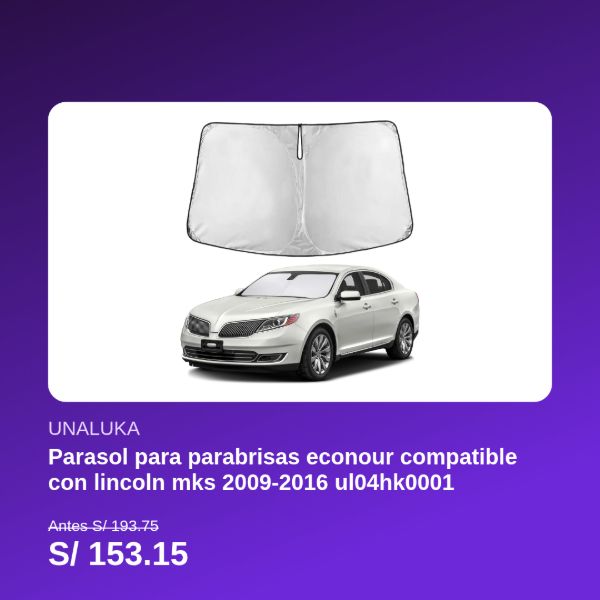 UNALUKA
Parasol para parabrisas econour compatible
con lincoln mks 2009-2016 ul04hk0001
Antes S/ 193.75
S/ 153.15